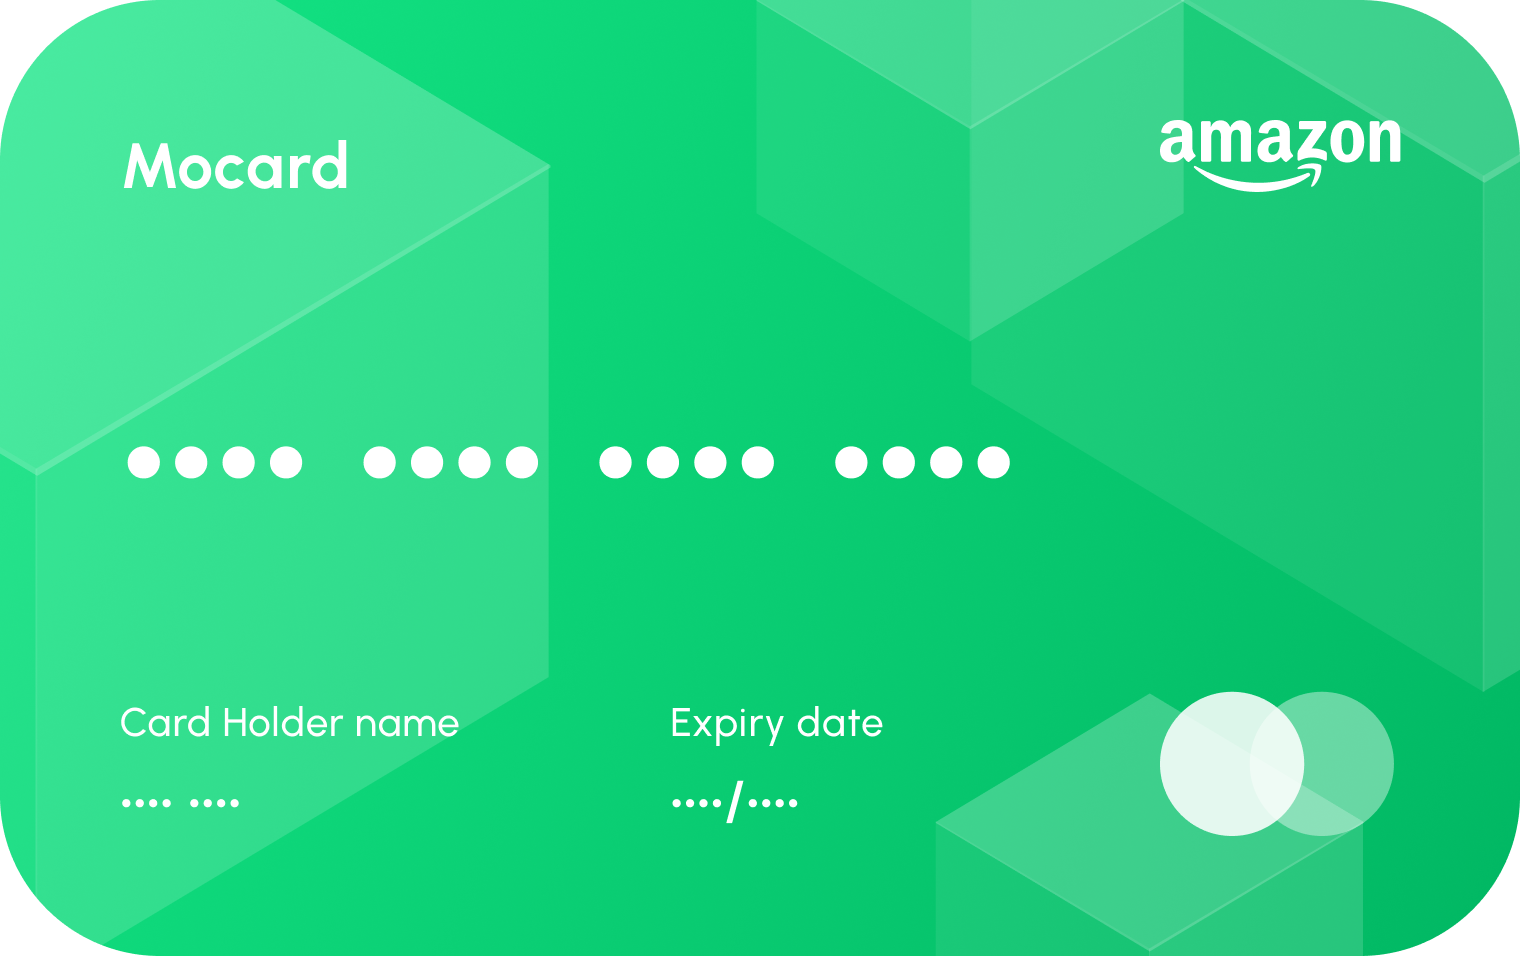 Mocard
amazon
•••• •••• •••• ••••
Card Holder name
Expiry date
•••• ••••
••••/••••